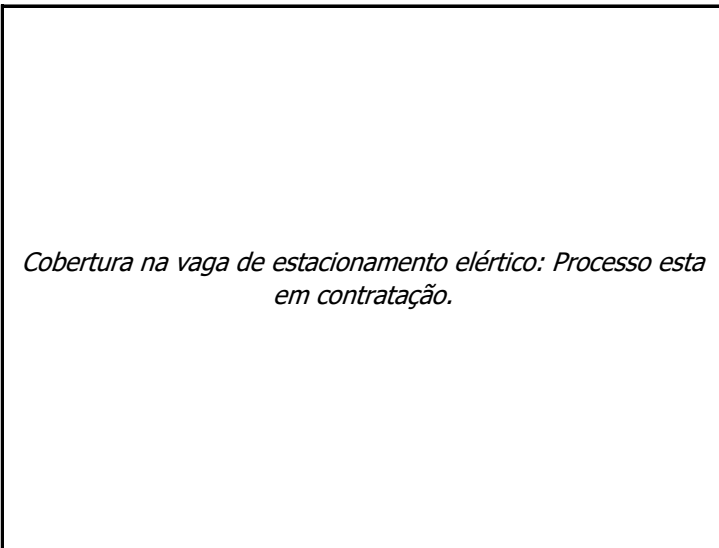 Cobertura na vaga de estacionamento elértico: Processo esta
em contratação.